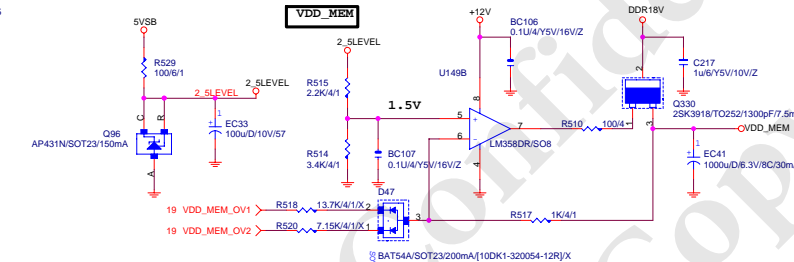 VDD_MEM
5VSB
R529
100/6/1
2_5LEVEL
2_5LEVEL
C
R
A
Q96
AP431N/SOT23/150mA
1
EC33
100u/D/10V/57
2_5LEVEL
R515
2.2K/4/1
1.5V
R514
3.4K/4/1
BC107
0.1U/4/Y5V/16V/Z
+12V
BC106
0.1U/4/Y5V/16V/Z
U149B
8
5
6
7
4
LM358DR/SO8
R510
100/4
DDR18V
C217
1u/6/Y5V/10V/Z
2
1
3
Q330
2SK3918/TO252/1300pF/7.5m
VDD_MEM
1
EC41
1000u/D/6.3V/8C/30m
D47
19 VDD_MEM_OV1
R518
13.7K/4/1/X
2
19 VDD_MEM_OV2
R520
7.15K/4/1/X
1
3
R517
1K/4/1
BAT54A/SOT23/200mA/[10DK1-320054-12R]/X